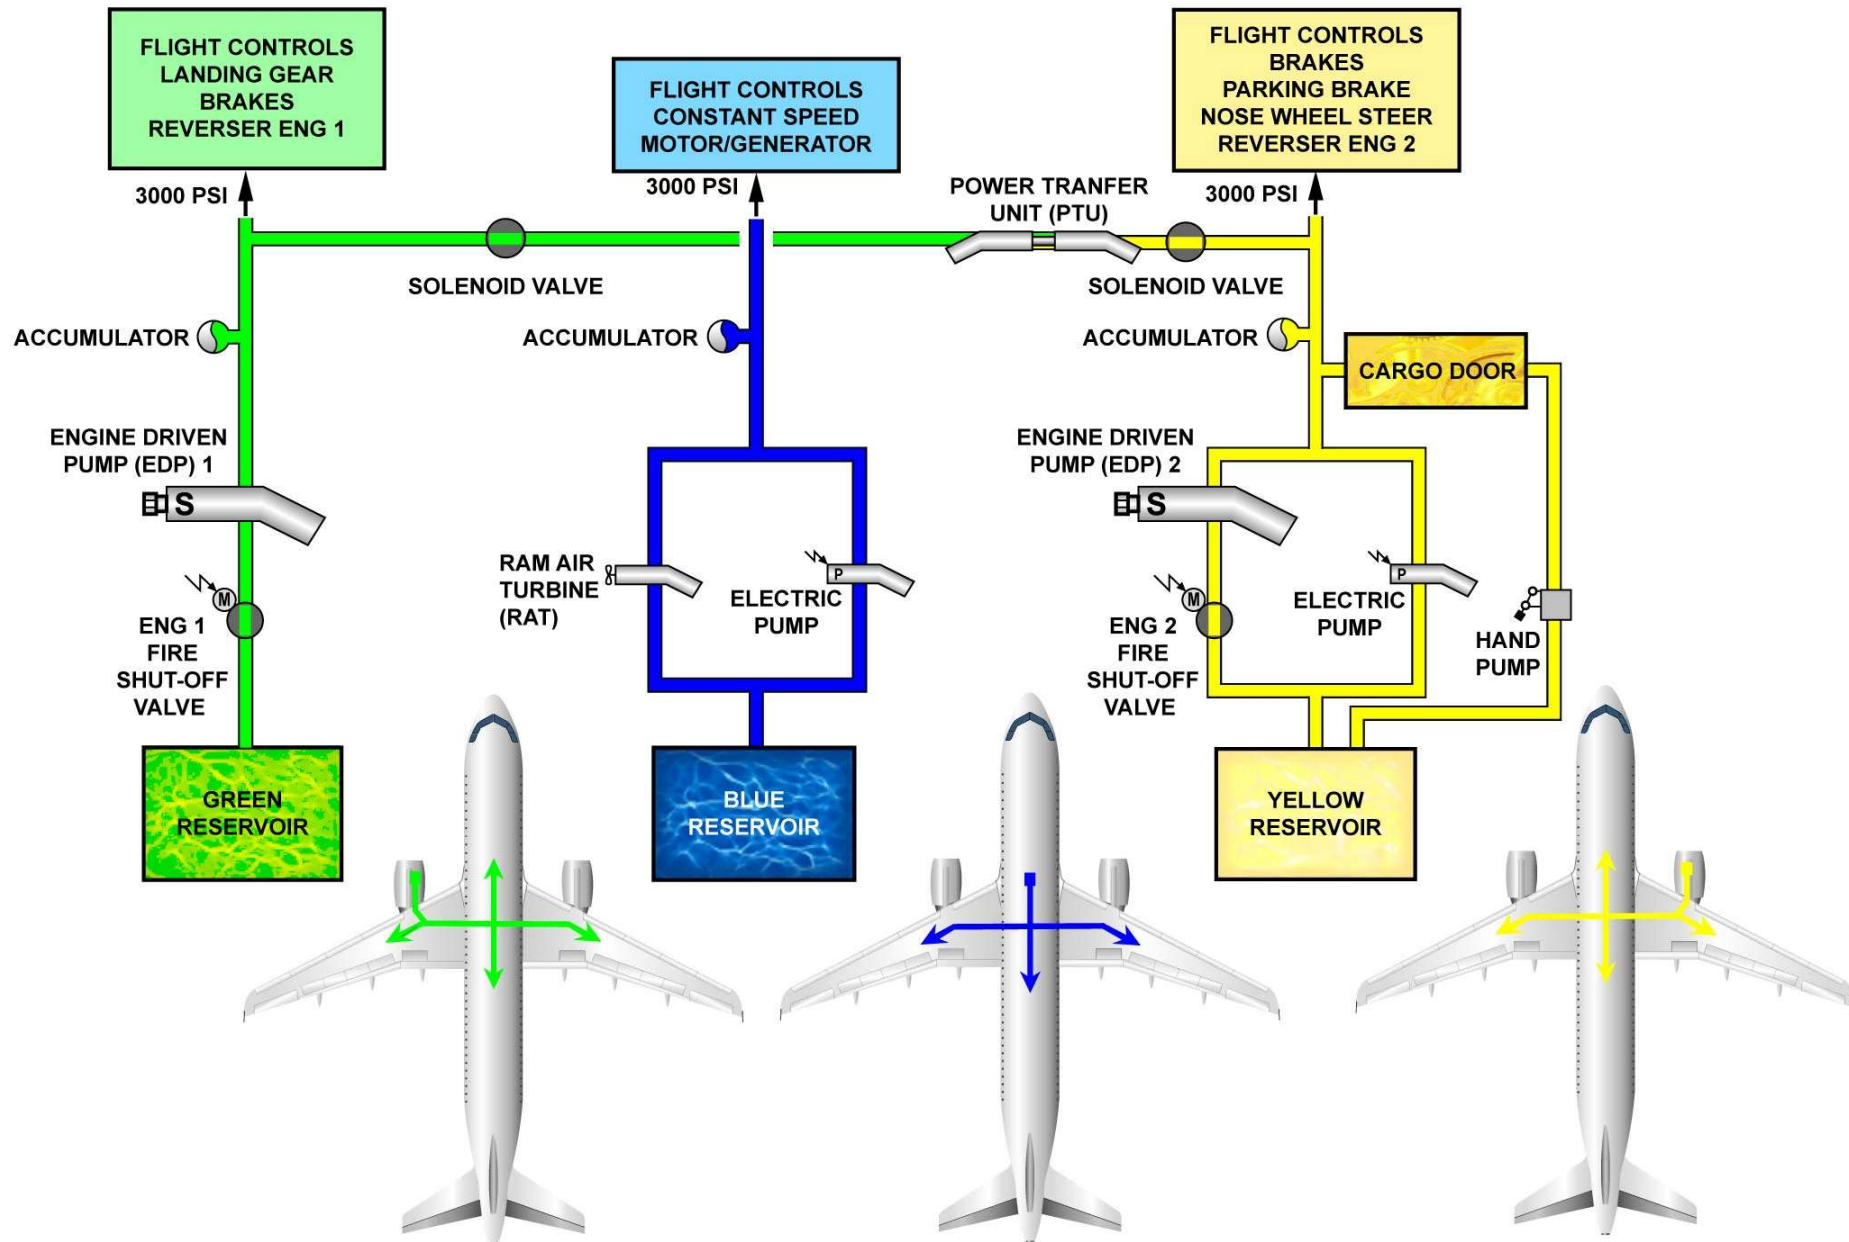 FLIGHT CONTROLS
LANDING GEAR
BRAKES
REVERSER ENG 1
FLIGHT CONTROLS
CONSTANT SPEED
MOTOR/GENERATOR
FLIGHT CONTROLS
BRAKES
PARKING BRAKE
NOSE WHEEL STEER
REVERSER ENG 2
3000 PSI
3000 PSI
POWER TRANFER
UNIT (PTU)
3000 PSI
SOLENOID VALVE
SOLENOID VALVE
ACCUMULATOR
ACCUMULATOR
ACCUMULATOR
CARGO DOOR
ENGINE DRIVEN
PUMP (EDP) 1
S
ENGINE DRIVEN
PUMP (EDP) 2
S
RAM AIR
TURBINE
(RAT)
P
ELECTRIC
PUMP
P
ELECTRIC
PUMP
M
ENG 1
FIRE
SHUT-OFF
VALVE
M
ENG 2
FIRE
SHUT-OFF
VALVE
HAND
PUMP
GREEN
RESERVOIR
BLUE
RESERVOIR
YELLOW
RESERVOIR